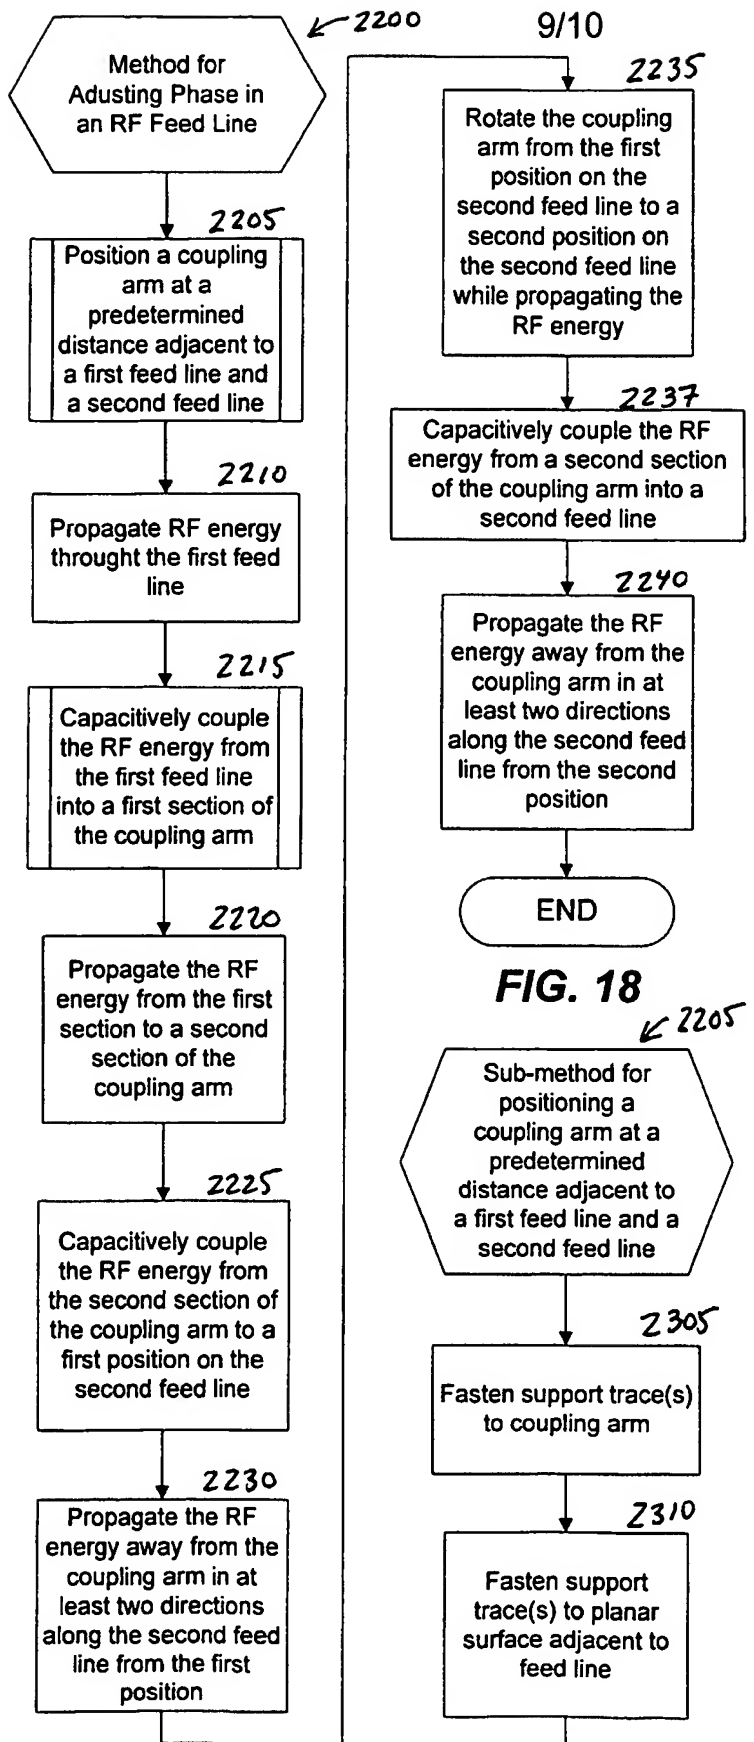 2200
Method for
Adusting Phase in
an RF Feed Line
2205
Position a coupling
arm at a
predetermined
distance adjacent to
a first feed line and
a second feed line
2210
Propagate RF energy
throught the first feed
line
2215
Capacitively couple
the RF energy from
the first feed line
into a first section of
the coupling arm
2220
Propagate the RF
energy from the first
section to a second
section of the
coupling arm
2225
Capacitively couple
the RF energy from
the second section of
the coupling arm to a
first position on the
second feed line
2230
Propagate the RF
energy away from the
coupling arm in at
least two directions
along the second feed
line from the first
position
9/10
2235
Rotate the coupling
arm from the first
position on the
second feed line to a
second position on
the second feed line
while propagating the
RF energy
2237
Capacitively couple the RF
energy from a second section
of the coupling arm into a
second feed line
2240
Propagate the RF
energy away from the
coupling arm in at
least two directions
along the second feed
line from the second
position
END
FIG. 18
2205
Sub-method for
positioning a
coupling arm at a
predetermined
distance adjacent to
a first feed line and a
second feed line
2305
Fasten support trace(s)
to coupling arm
2310
Fasten support
trace(s) to planar
surface adjacent to
feed line